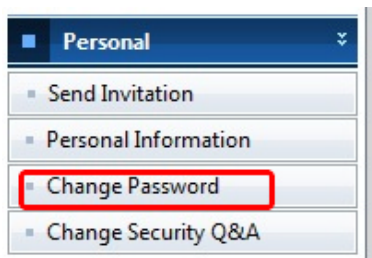 Personal
Send Invitation
Personal Information
Change Password
Change Security Q&A